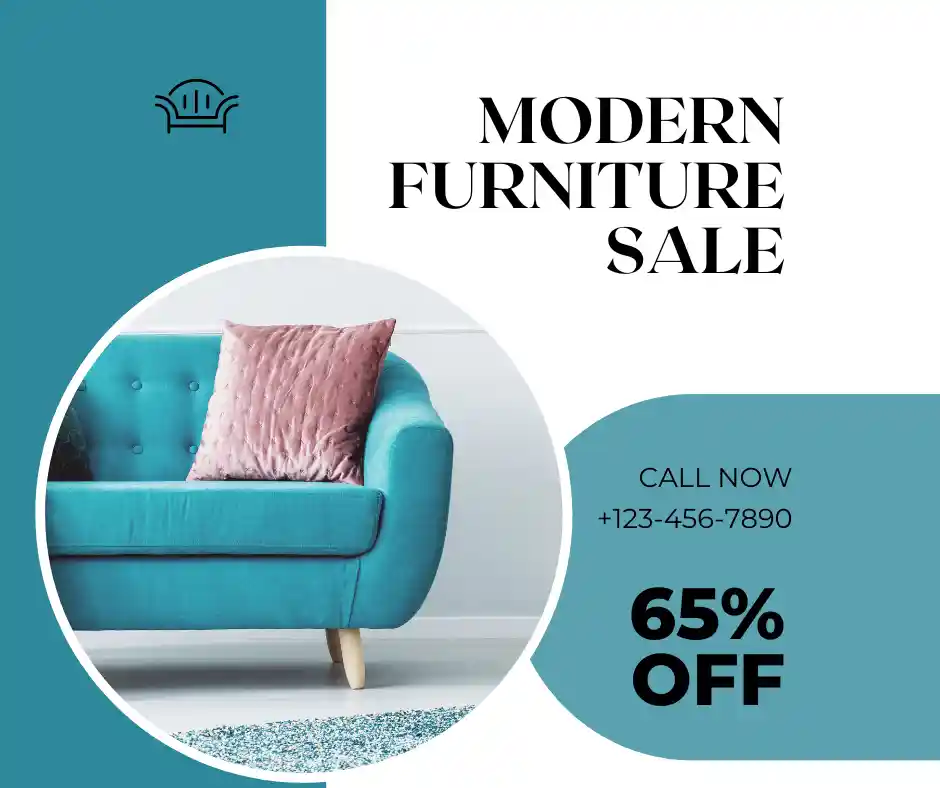 MODERN
FURNITURE
SALE
CALL NOW
+123-456-7890
65%
OFF